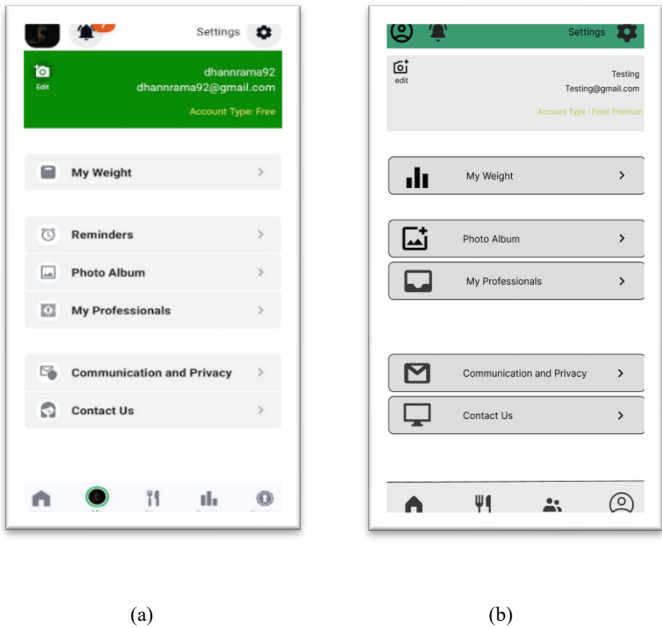 Settings
Edit
dhannrama92
dhannrama92@gmail.com
Account Type: Free
My Weight
Reminders
Photo Album
My Professionals
Communication and Privacy
Contact Us
(a)
Settings
edit
Testing
Testing@gmail.com
Account Type : Free/ Premium
My Weight
Photo Album
My Professionals
Communication and Privacy
Contact Us
(b)